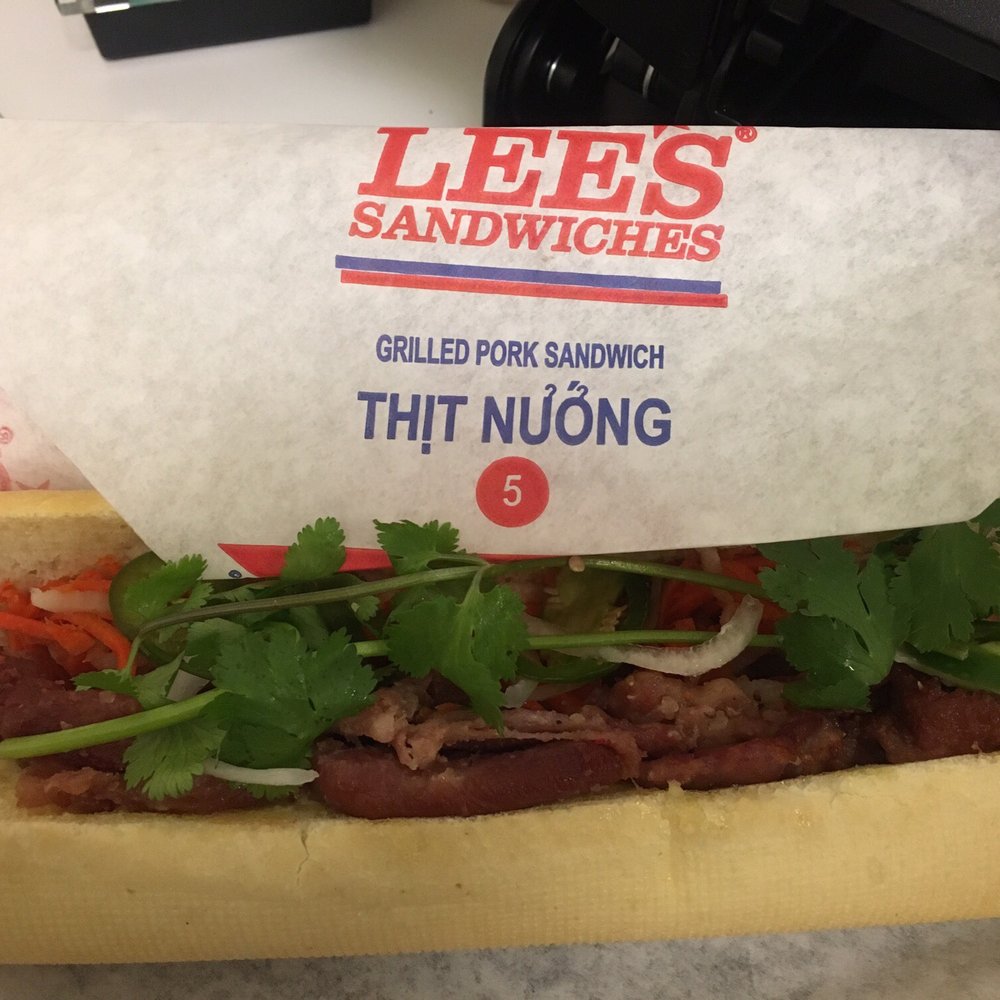 LEE'S®
SANDWICHES
GRILLED PORK SANDWICH
THỊT NƯỚNG
5